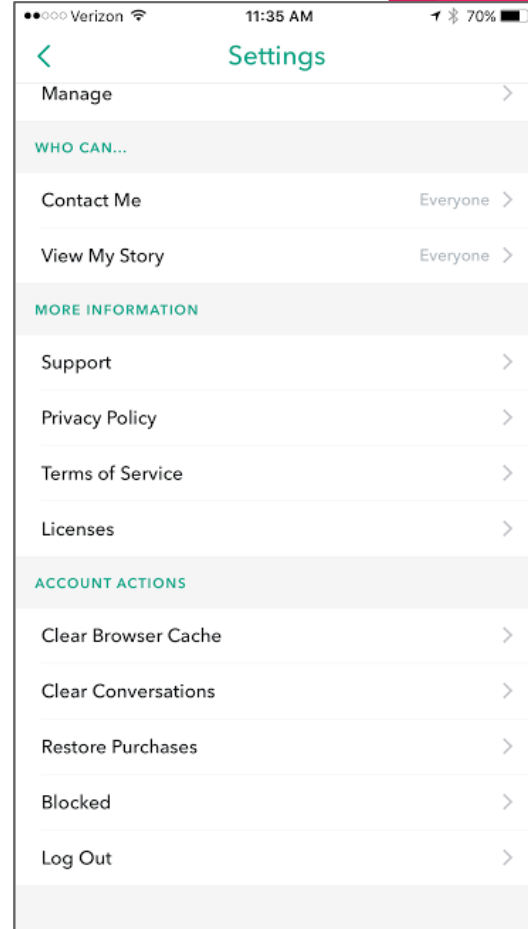 Verizon 11:35 AM 70%
Settings
Manage
WHO CAN...
Contact Me Everyone
View My Story Everyone
MORE INFORMATION
Support
Privacy Policy
Terms of Service
Licenses
ACCOUNT ACTIONS
Clear Browser Cache
Clear Conversations
Restore Purchases
Blocked
Log Out